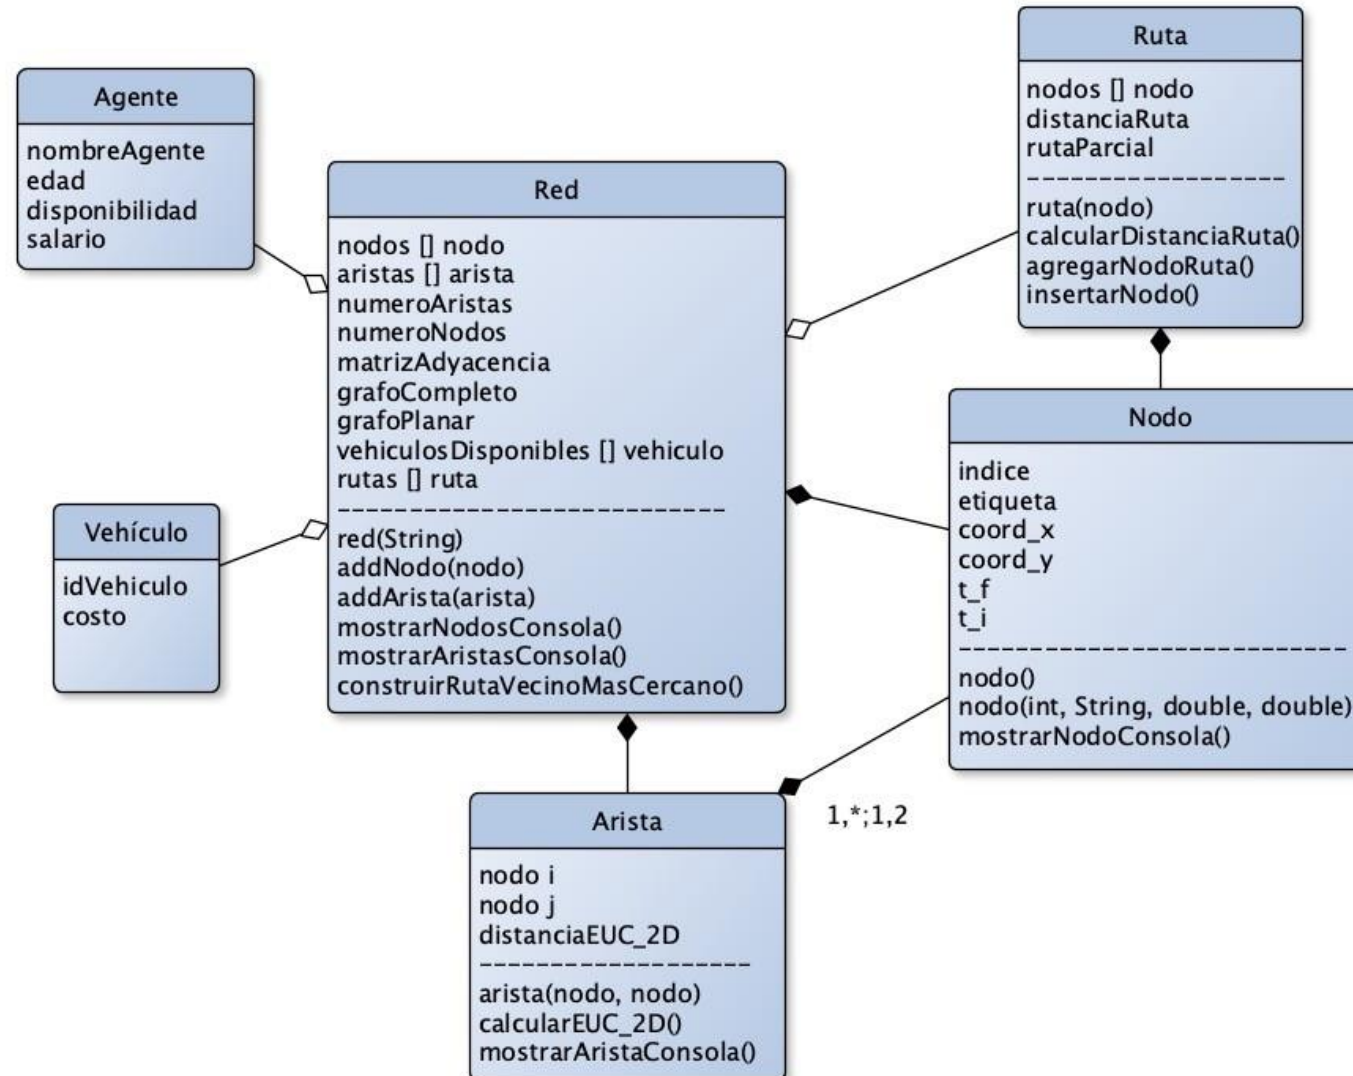 Agente
nombreAgente
edad
disponibilidad
salario
Red
nodos [] nodo
aristas [] arista
numeroAristas
numeroNodos
matrizAdyacencia
grafoCompleto
grafoPlanar
vehiculosDisponibles [] vehiculo
rutas [] ruta
---------------------------
red(String)
addNodo(nodo)
addArista(arista)
mostrarNodosConsola()
mostrarAristasConsola()
construirRutaVecinoMasCercano()
Ruta
nodos [] nodo
distanciaRuta
rutaParcial
------------------
ruta(nodo)
calcularDistanciaRuta()
agregarNodoRuta()
insertarNodo()
Vehículo
idVehiculo
costo
Nodo
indice
etiqueta
coord_x
coord_y
t_f
t_i
---------------------------
nodo()
nodo(int, String, double, double)
mostrarNodoConsola()
Arista
nodo i
nodo j
distanciaEUC_2D
-------------------
arista(nodo, nodo)
calcularEUC_2D()
mostrarAristaConsola()
1,*;1,2